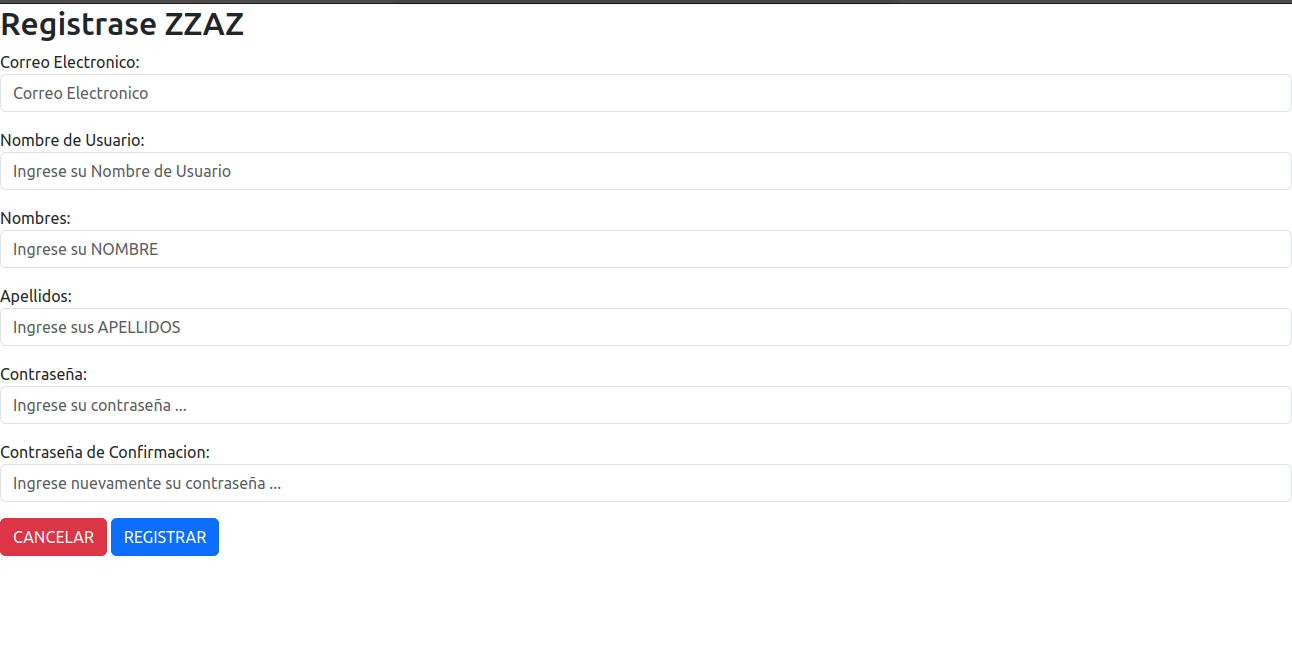 Registrase ZZAZ
Correo Electronico:
Correo Electronico
Nombre de Usuario:
Ingrese su Nombre de Usuario
Nombres:
Ingrese su NOMBRE
Apellidos:
Ingrese sus APELLIDOS
Contraseña:
Ingrese su contraseña ...
Contraseña de Confirmacion:
Ingrese nuevamente su contraseña ...
CANCELAR REGISTRAR